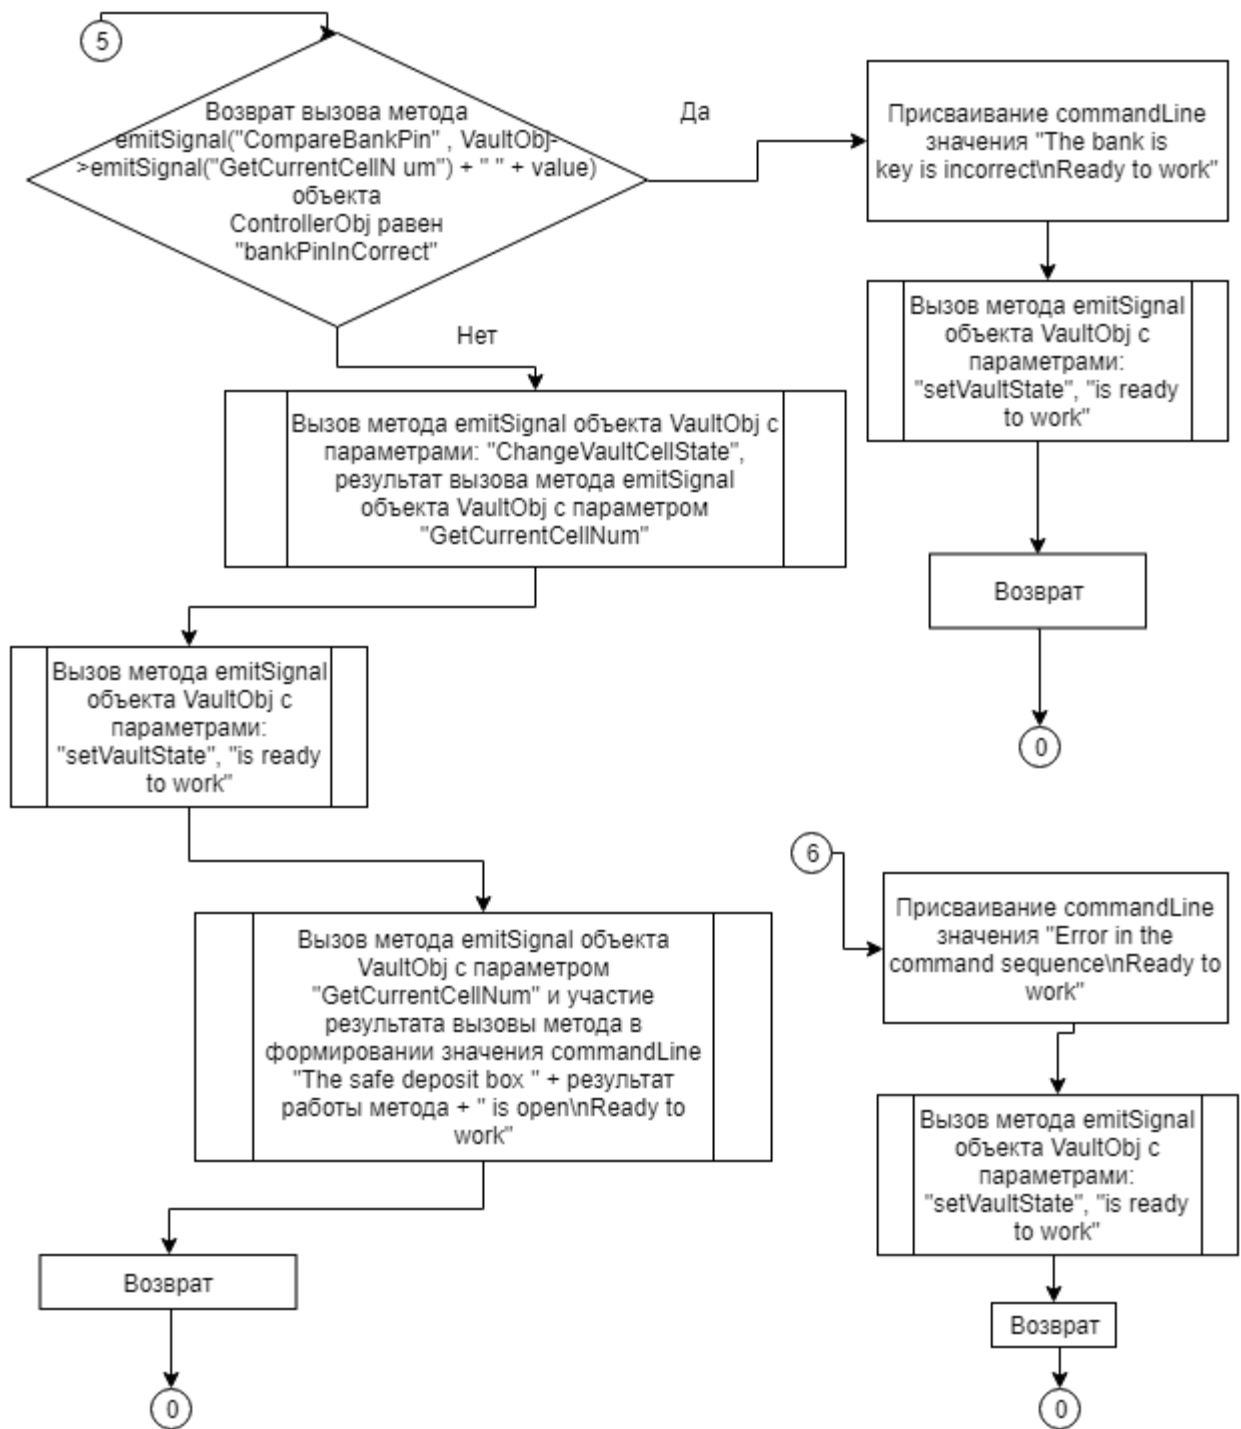 5
Возврат вызова метода
emitSignal("CompareBankPin" , VaultObj-
>emitSignal("GetCurrentCellN um") + " " + value)
объекта
ControllerObj равен
"bankPinInCorrect"
Да
Присваивание commandLine
значения "The bank is
key is incorrect\nReady to work"
Вызов метода emitSignal
объекта VaultObj с
параметрами:
"setVaultState", "is ready
to work"
Возврат
0
Нет
Вызов метода emitSignal объекта VaultObj с
параметрами: "ChangeVaultCellState",
результат вызова метода emitSignal
объекта VaultObj с параметром
"GetCurrentCellNum"
Вызов метода emitSignal
объекта VaultObj с
параметрами:
"setVaultState", "is ready
to work"
Вызов метода emitSignal объекта
VaultObj с параметром
"GetCurrentCellNum" и участие
результата вызовы метода в
формировании значения commandLine
"The safe deposit box " + результат
работы метода + " is open\nReady to
work"
Возврат
0
6
Присваивание commandLine
значения "Error in the
command sequence\nReady to
work"
Вызов метода emitSignal
объекта VaultObj с
параметрами:
"setVaultState", "is ready
to work"
Возврат
0